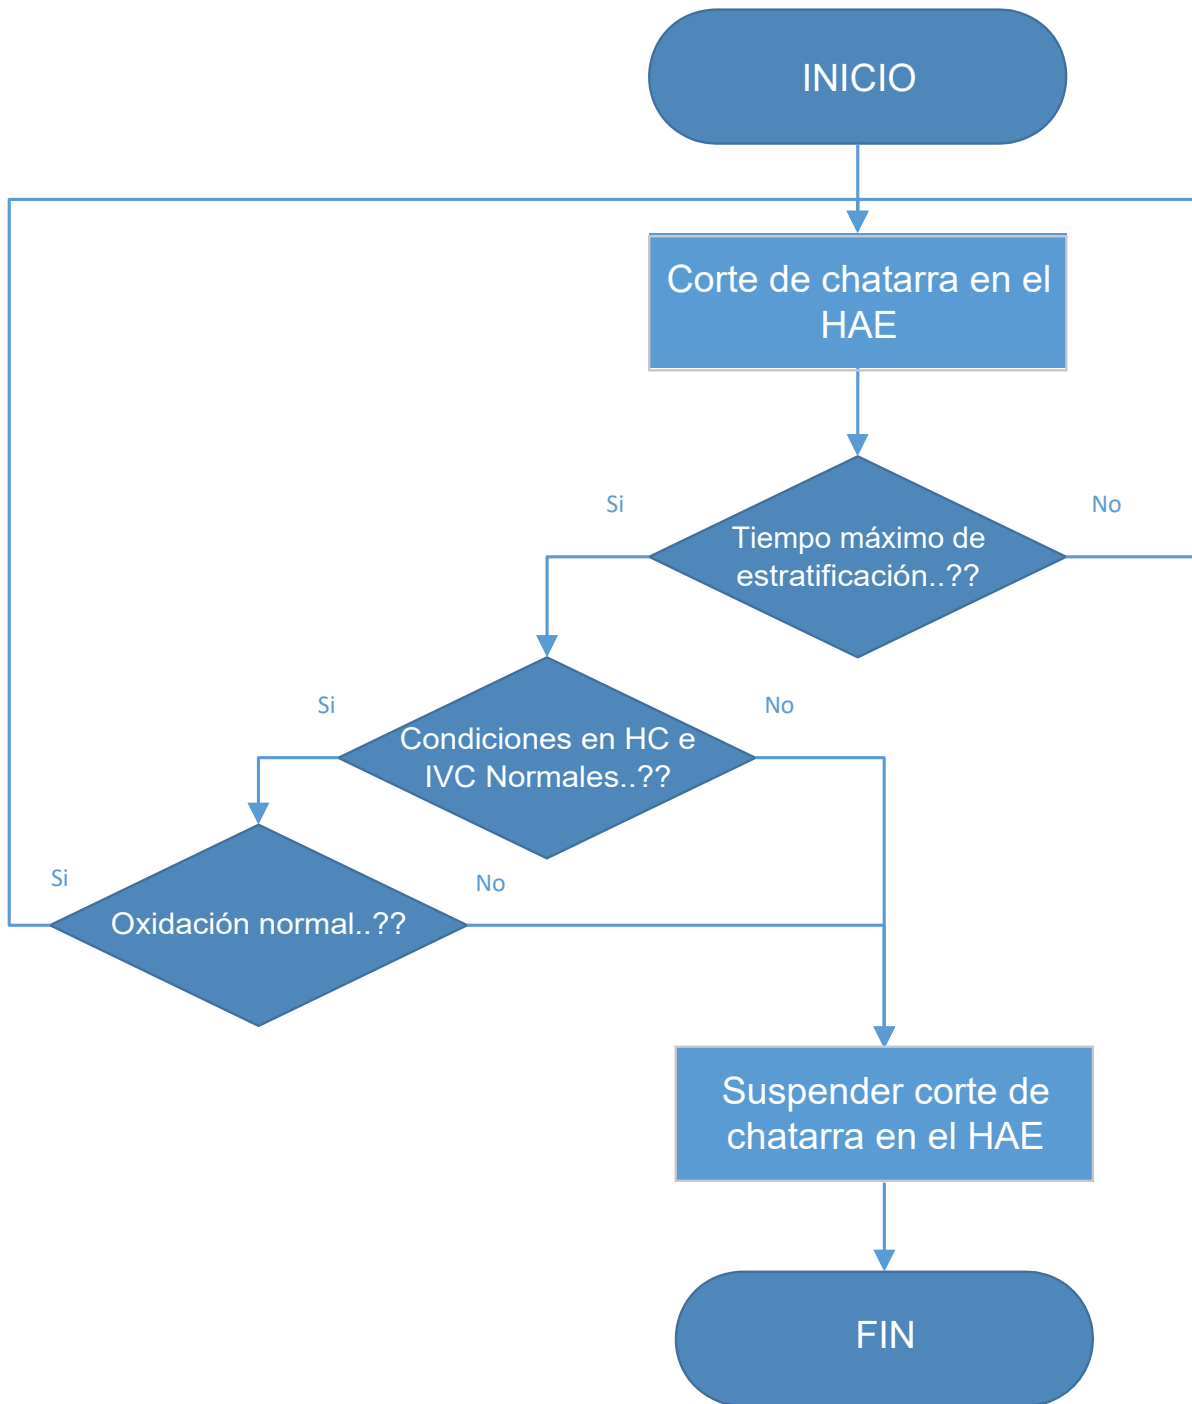 INICIO
Corte de chatarra en el
HAE
Si
No
Tiempo máximo de
estratificación..??
Si
No
Condiciones en HC e
IVC Normales..??
Si
No
Oxidación normal..??
Suspender corte de
chatarra en el HAE
FIN